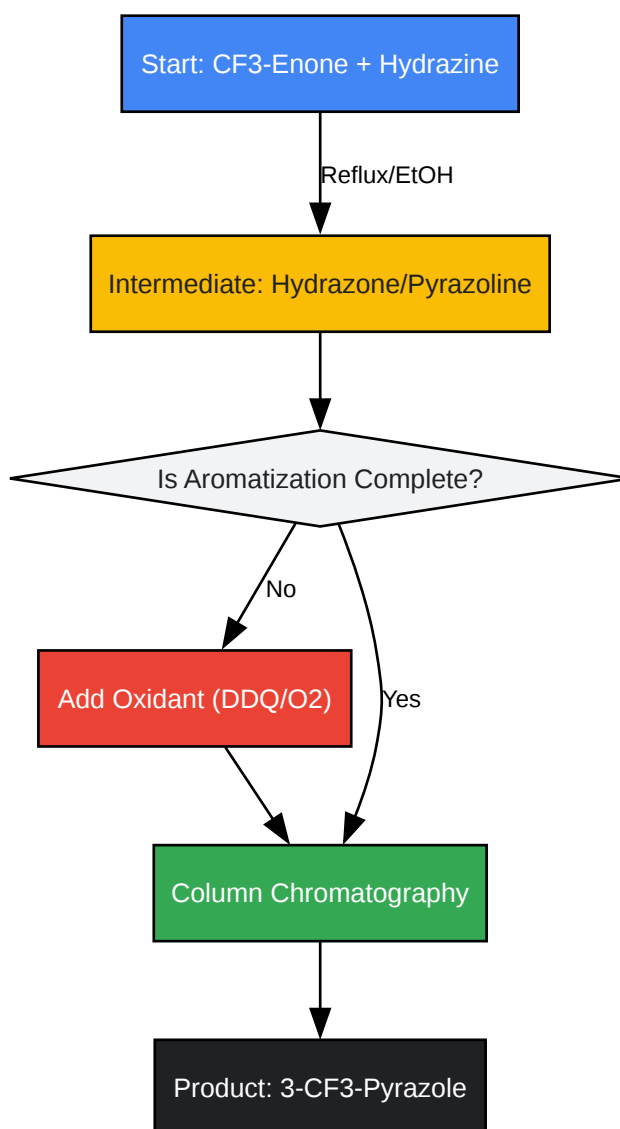 Start: CF3-Enone + Hydrazine
Reflux/EtOH
Intermediate: Hydrazone/Pyrazoline
Is Aromatization Complete?
No
Add Oxidant (DDQ/O2)
Yes
Column Chromatography
Product: 3-CF3-Pyrazole